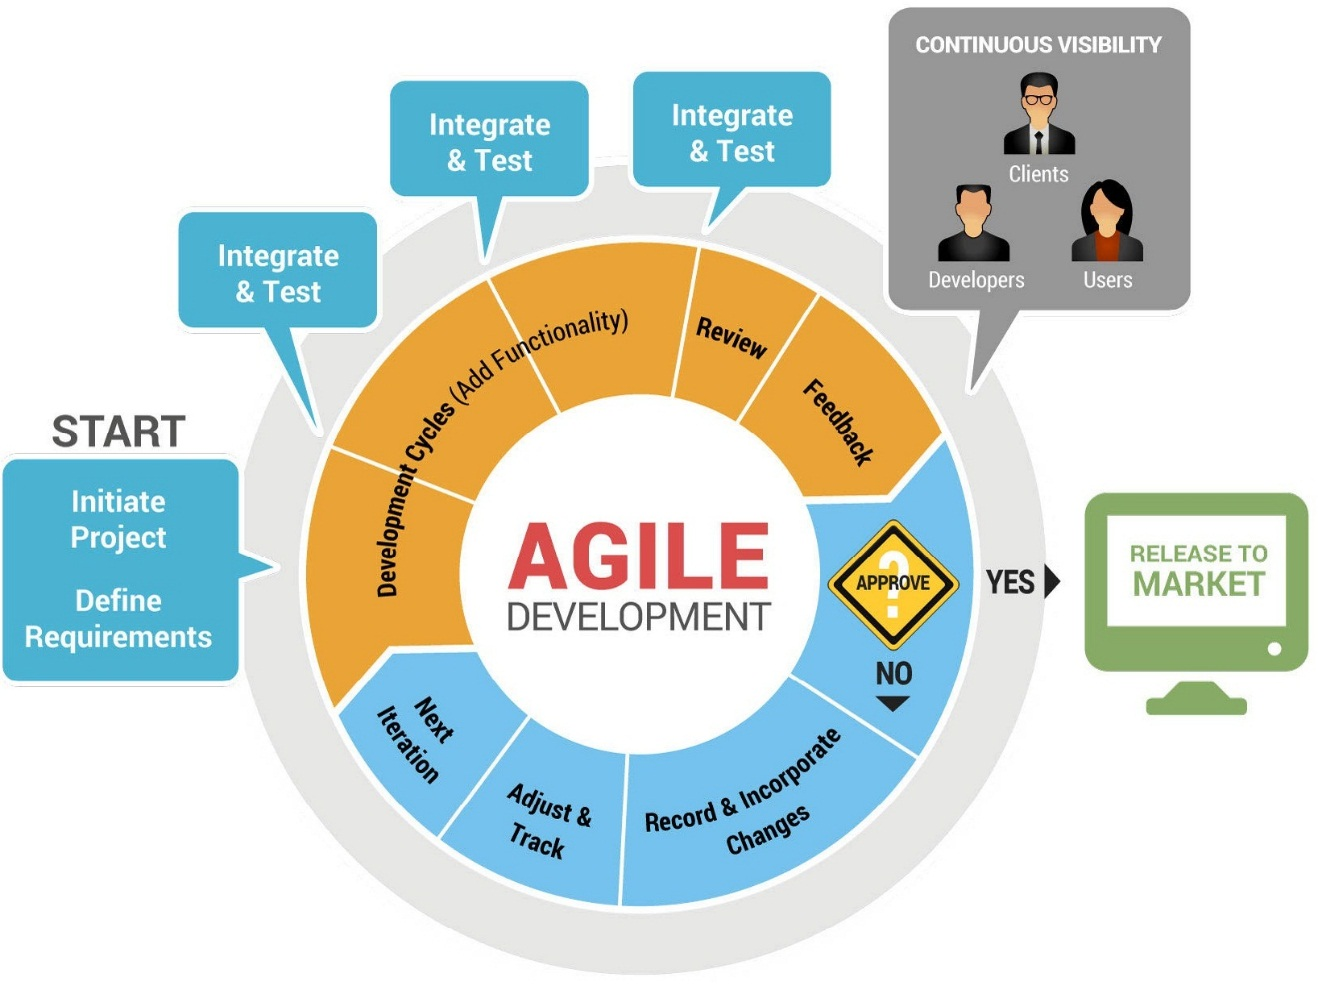 CONTINUOUS VISIBILITY
Clients
Developers
Users
Integrate
& Test
Integrate
& Test
Integrate
& Test
START
Initiate
Project
Define
Requirements
Development Cycles (Add Functionality)
Review
Feedback
AGILE
DEVELOPMENT
?
APPROVE
YES
NO
RELEASE TO
MARKET
Record & Incorporate
Changes
Adjust &
Track
Next
Iteration